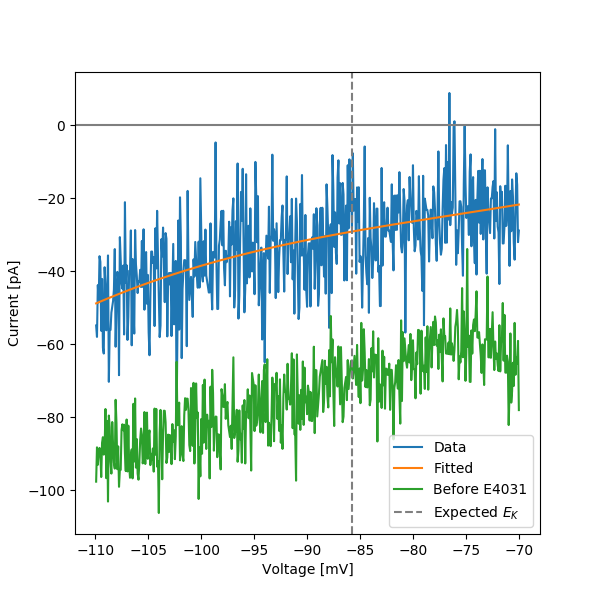 0
−20
−40
−60
−80
−100
Current [pA]
−110
−105
−100
−95
−90
−85
−80
−75
−70
Voltage [mV]
Data
Fitted
Before E4031
Expected E_K